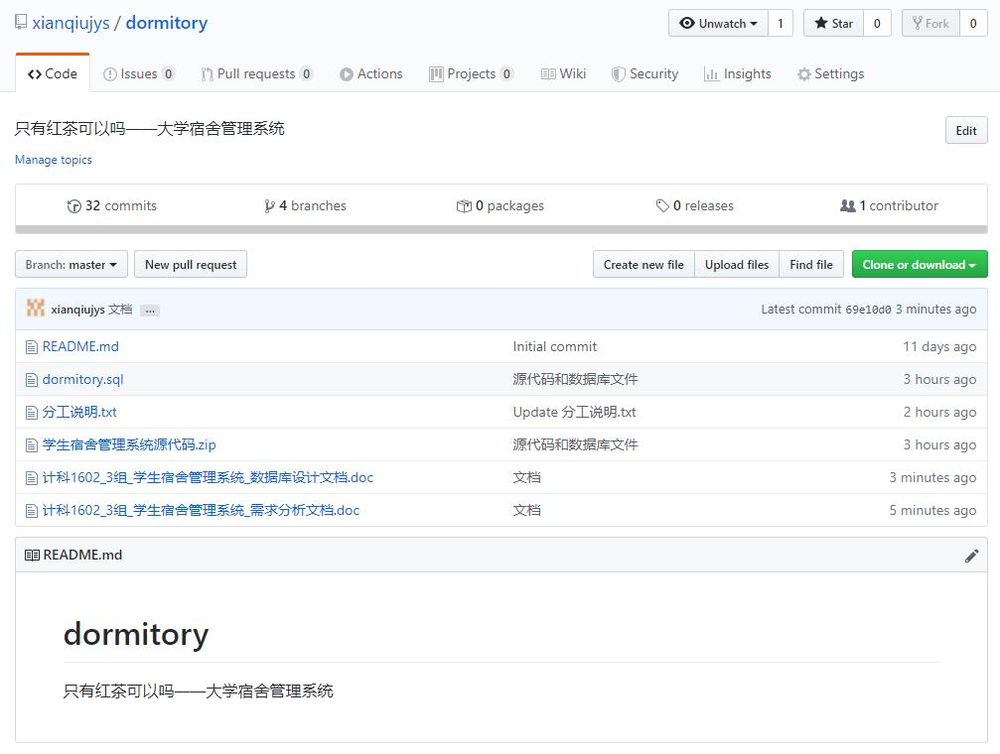 xianqiujys / dormitory Unwatch 1 Star 0 Fork 0
Code Issues 0 Pull requests 0 Actions Projects 0 Wiki Security Insights Settings
只有红茶可以吗——大学宿舍管理系统 Edit
Manage topics
32 commits 4 branches 0 packages 0 releases 1 contributor
Branch: master New pull request Create new file Upload files Find file Clone or download
xianqiujys 文档 ... Latest commit 69e10d0 3 minutes ago
README.md Initial commit 11 days ago
dormitory.sql 源代码和数据库文件 3 hours ago
分工说明.txt Update 分工说明.txt 2 hours ago
学生宿舍管理系统源代码.zip 源代码和数据库文件 3 hours ago
计科1602_3组_学生宿舍管理系统_数据库设计文档.doc 文档 3 minutes ago
计科1602_3组_学生宿舍管理系统_需求分析文档.doc 文档 5 minutes ago
README.md
dormitory
只有红茶可以吗——大学宿舍管理系统